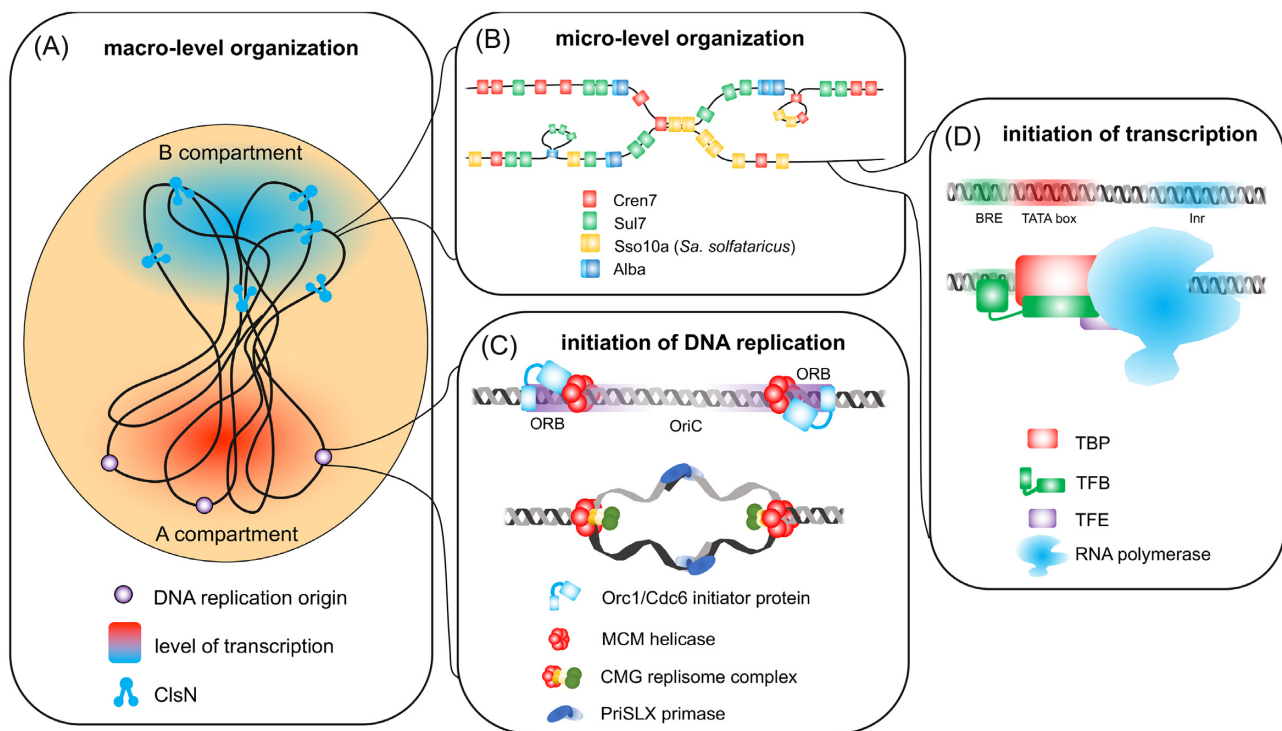 (A)
macro-level organization
B compartment
A compartment
DNA replication origin
level of transcription
ClsN
(B)
micro-level organization
Cren7
Sul7
Sso10a (Sa. solfataricus)
Alba
(C)
initiation of DNA replication
ORB
ORB
OriC
Orc1/Cdc6 initiator protein
MCM helicase
CMG replisome complex
PriSLX primase
(D)
initiation of transcription
BRE
TATA box
Inr
TBP
TFB
TFE
RNA polymerase